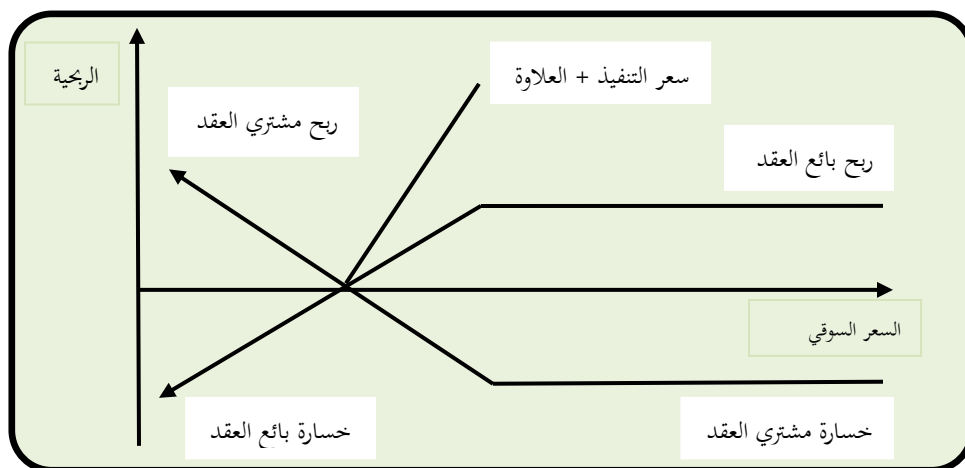 الربحية
سعر التنفيذ + العلاوة
ربح مشتري العقد
ربح بائع العقد
السعر السوقي
خسارة بائع العقد
خسارة مشتري العقد